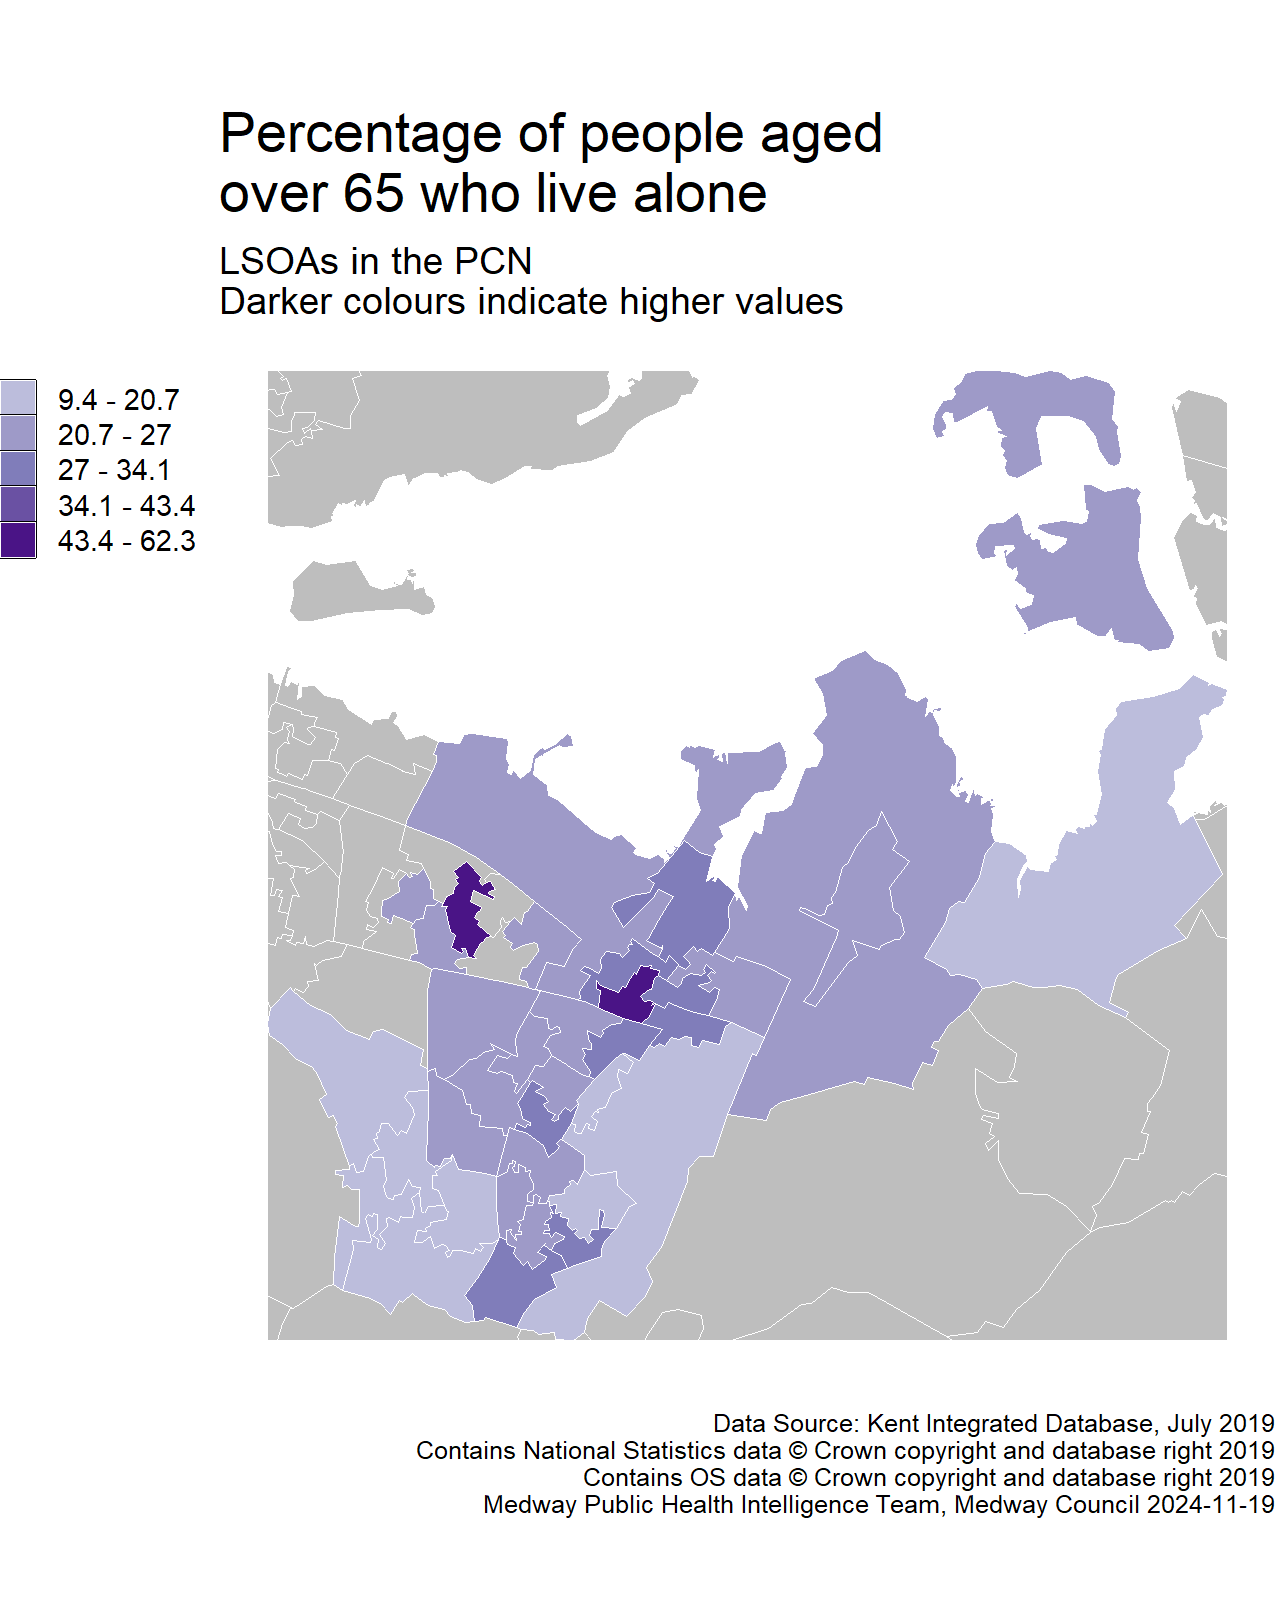 Percentage of people aged
over 65 who live alone
LSOAs in the PCN
Darker colours indicate higher values
9.4 - 20.7
20.7 - 27
27 - 34.1
34.1 - 43.4
43.4 - 62.3
Data Source: Kent Integrated Database, July 2019
Contains National Statistics data © Crown copyright and database right 2019
Contains OS data © Crown copyright and database right 2019
Medway Public Health Intelligence Team, Medway Council 2024-11-19